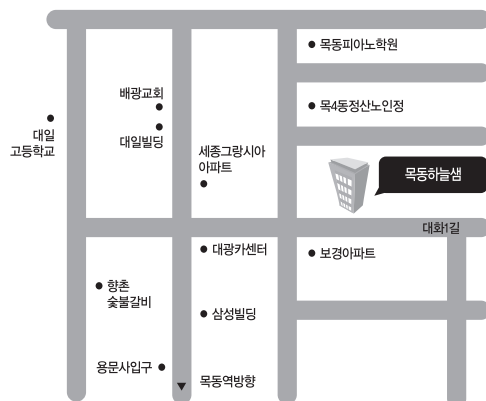 목동피아노학원
배광교회
목4동정산노인정
대일
고등학교
대일빌딩
세종그랑시아
아파트
목동하늘샘
대화1길
대광카센터
보경아파트
향촌
숯불갈비
삼성빌딩
용문사입구
목동역방향